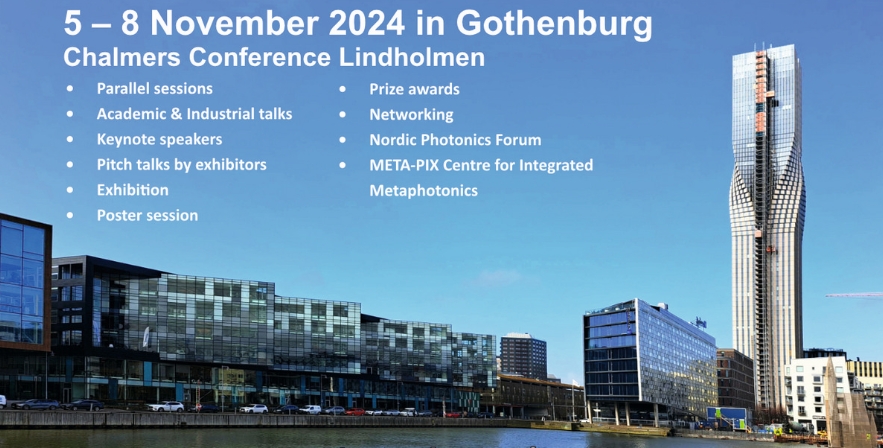 5 – 8 November 2024 in Gothenburg
Chalmers Conference Lindholmen
• Parallel sessions
• Academic & Industrial talks
• Keynote speakers
• Pitch talks by exhibitors
• Exhibition
• Poster session
• Prize awards
• Networking
• Nordic Photonics Forum
• META-PIX Centre for Integrated
Metaphotonics